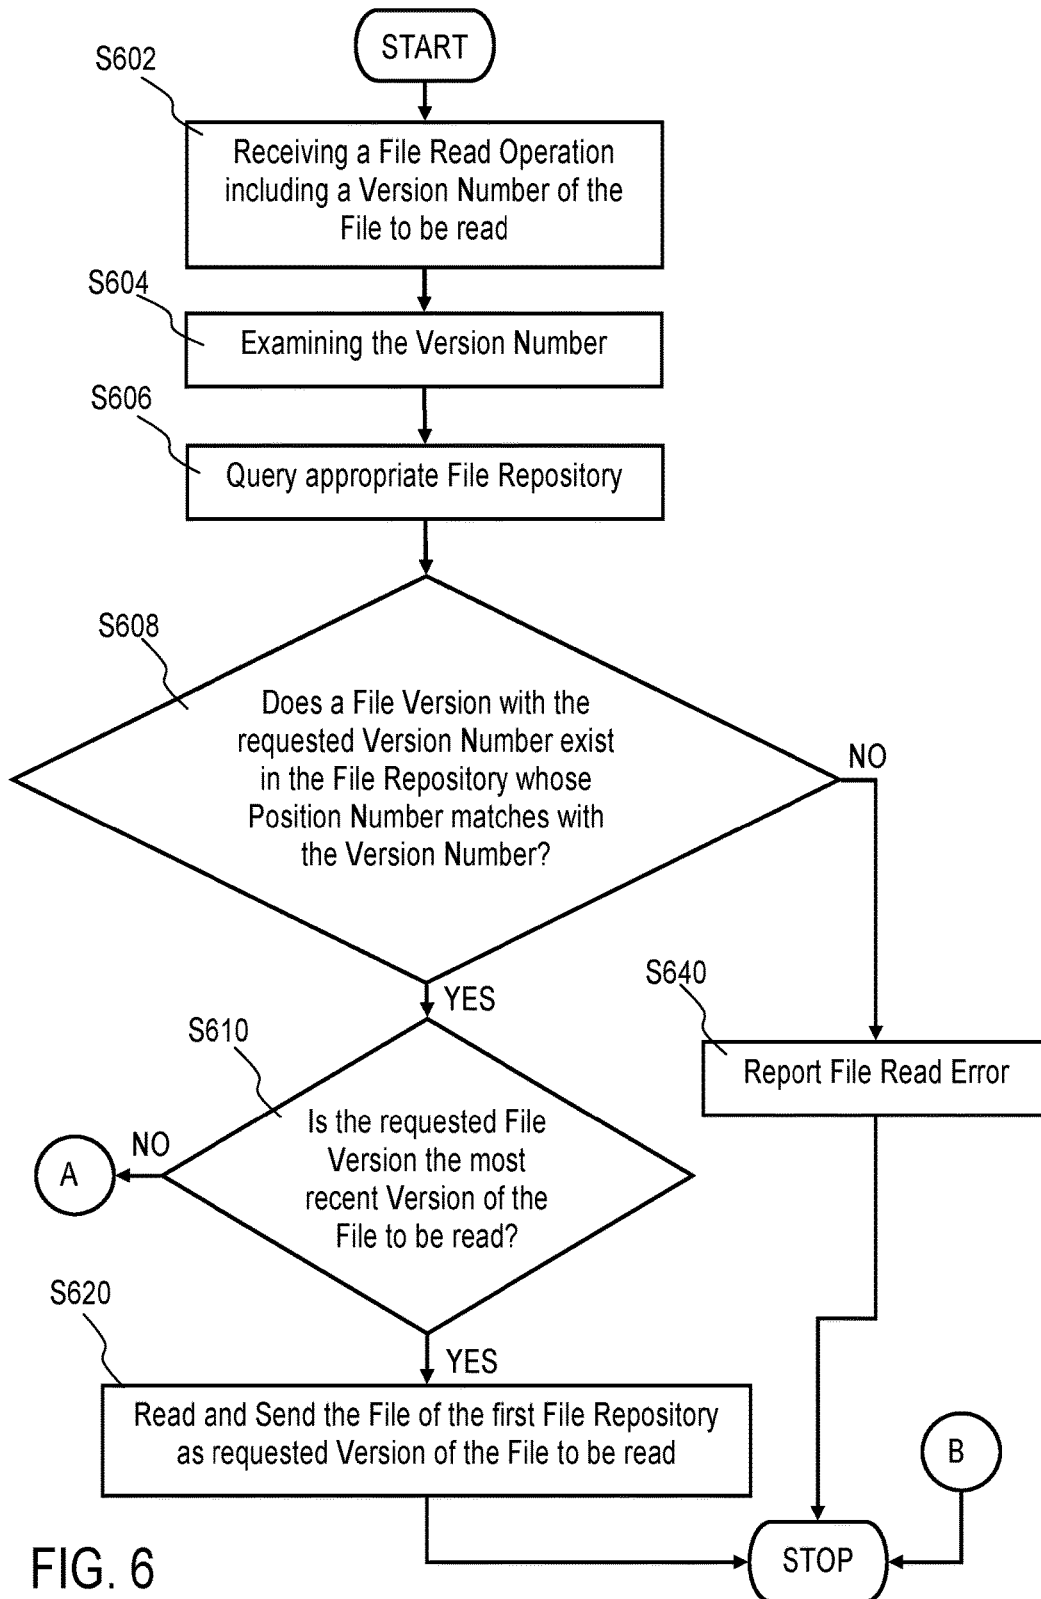 START
S602
Receiving a File Read Operation
including a Version Number of the
File to be read
S604
Examining the Version Number
S606
Query appropriate File Repository
S608
Does a File Version with the
requested Version Number exist
in the File Repository whose
Position Number matches with
the Version Number?
NO
YES
S640
Report File Read Error
S610
Is the requested File
Version the most
recent Version of the
File to be read?
NO
A
YES
S620
Read and Send the File of the first File Repository
as requested Version of the File to be read
B
STOP
FIG. 6